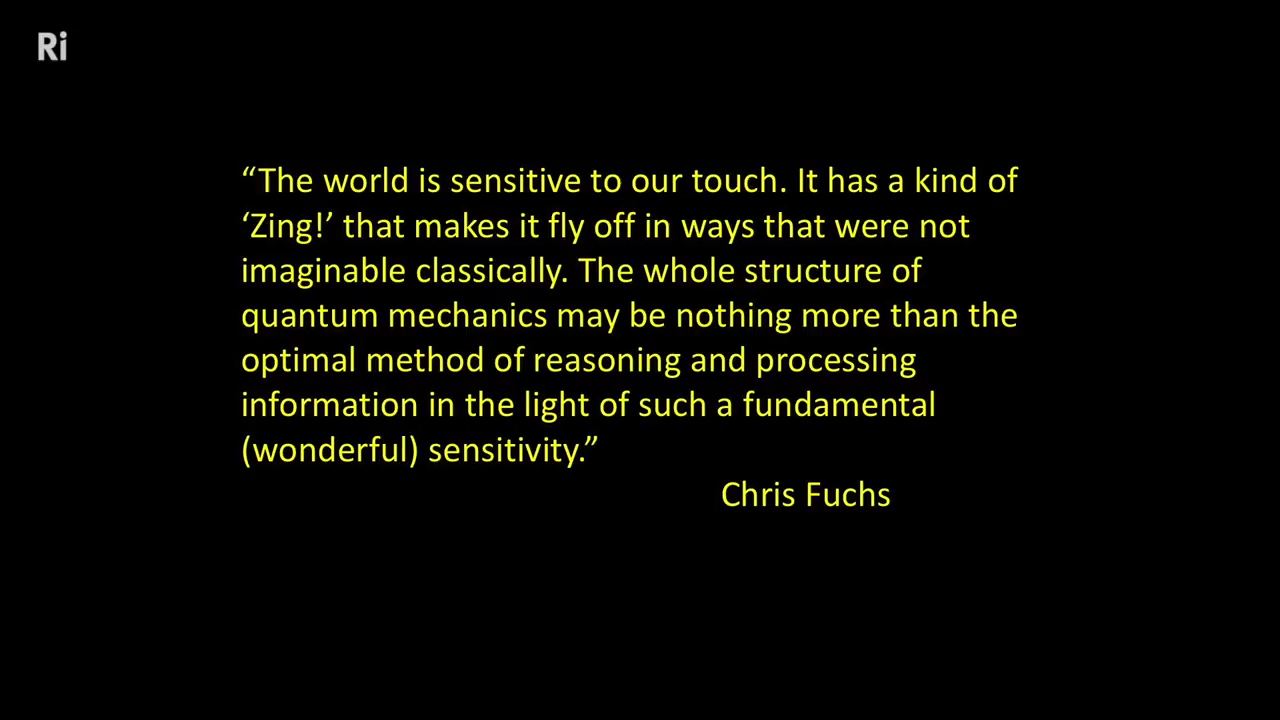 Ri
“The world is sensitive to our touch. It has a kind of
‘Zing!’ that makes it fly off in ways that were not
imaginable classically. The whole structure of
quantum mechanics may be nothing more than the
optimal method of reasoning and processing
information in the light of such a fundamental
(wonderful) sensitivity.”
Chris Fuchs